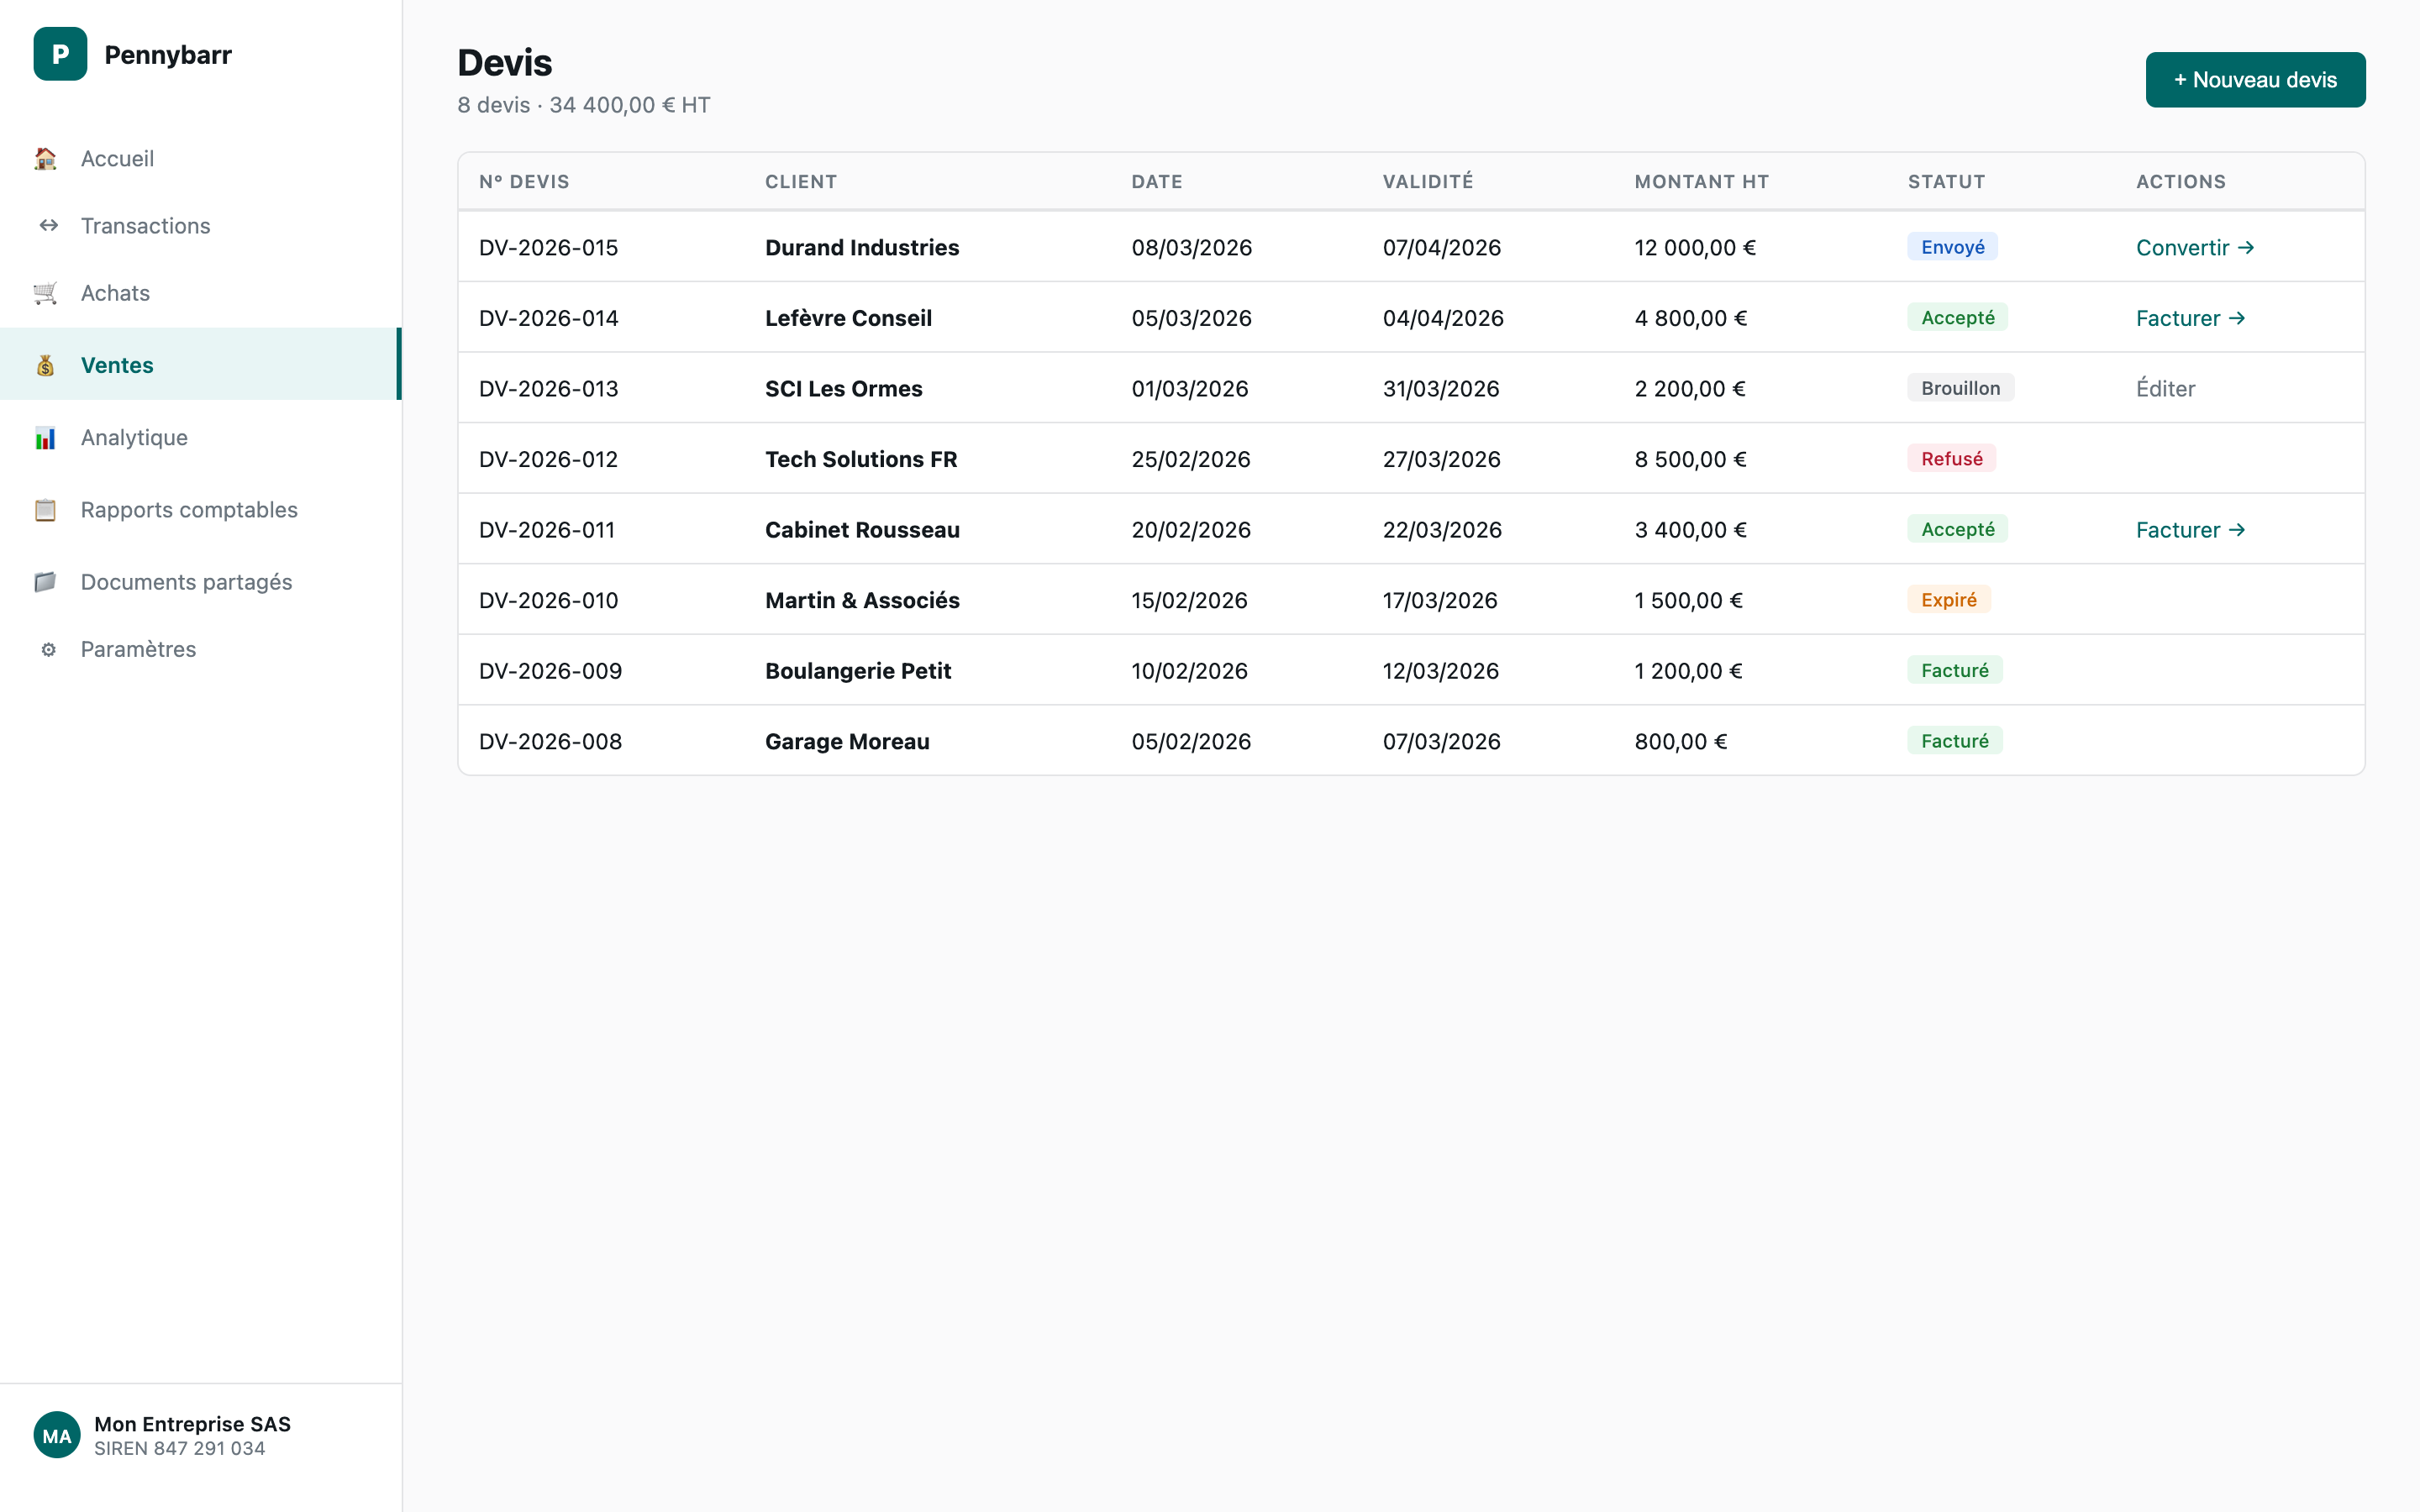 P Pennybarr
Accueil
Transactions
Achats
Ventes
Analytique
Rapports comptables
Documents partagés
Paramètres
MA
Mon Entreprise SAS
SIREN 847 291 034
Devis
8 devis · 34 400,00 € HT
+ Nouveau devis
N° DEVIS CLIENT DATE VALIDITÉ MONTANT HT STATUT ACTIONS
DV-2026-015 Durand Industries 08/03/2026 07/04/2026 12 000,00 € Envoyé Convertir →
DV-2026-014 Lefèvre Conseil 05/03/2026 04/04/2026 4 800,00 € Accepté Facturer →
DV-2026-013 SCI Les Ormes 01/03/2026 31/03/2026 2 200,00 € Brouillon Éditer
DV-2026-012 Tech Solutions FR 25/02/2026 27/03/2026 8 500,00 € Refusé
DV-2026-011 Cabinet Rousseau 20/02/2026 22/03/2026 3 400,00 € Accepté Facturer →
DV-2026-010 Martin & Associés 15/02/2026 17/03/2026 1 500,00 € Expiré
DV-2026-009 Boulangerie Petit 10/02/2026 12/03/2026 1 200,00 € Facturé
DV-2026-008 Garage Moreau 05/02/2026 07/03/2026 800,00 € Facturé